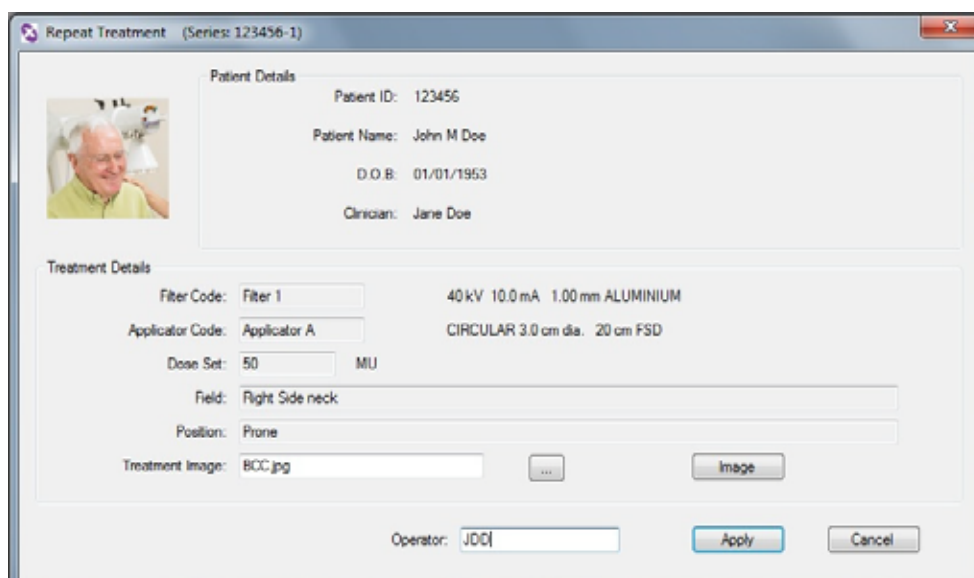 Repeat Treatment (Series: 123456-1)
Patient Details
Patient ID: 123456
Patient Name: John M Doe
D.O.B: 01/01/1953
Clinician: Jane Doe
Treatment Details
Filter Code: Filter 1 40 kV 10.0 mA 1.00 mm ALUMINIUM
Applicator Code: Applicator A CIRCULAR 3.0 cm dia. 20 cm FSD
Dose Set: 50 MU
Field: Right Side neck
Position: Prone
Treatment Image: BCC.jpg ... Image
Operator: JDD Apply Cancel